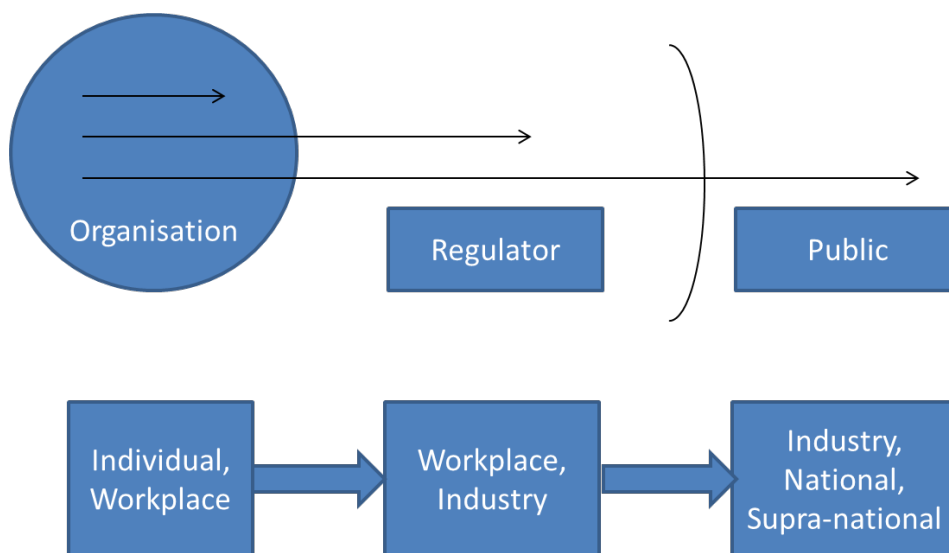 Organisation
Regulator
Public
Individual,
Workplace
Workplace,
Industry
Industry,
National,
Supra-national